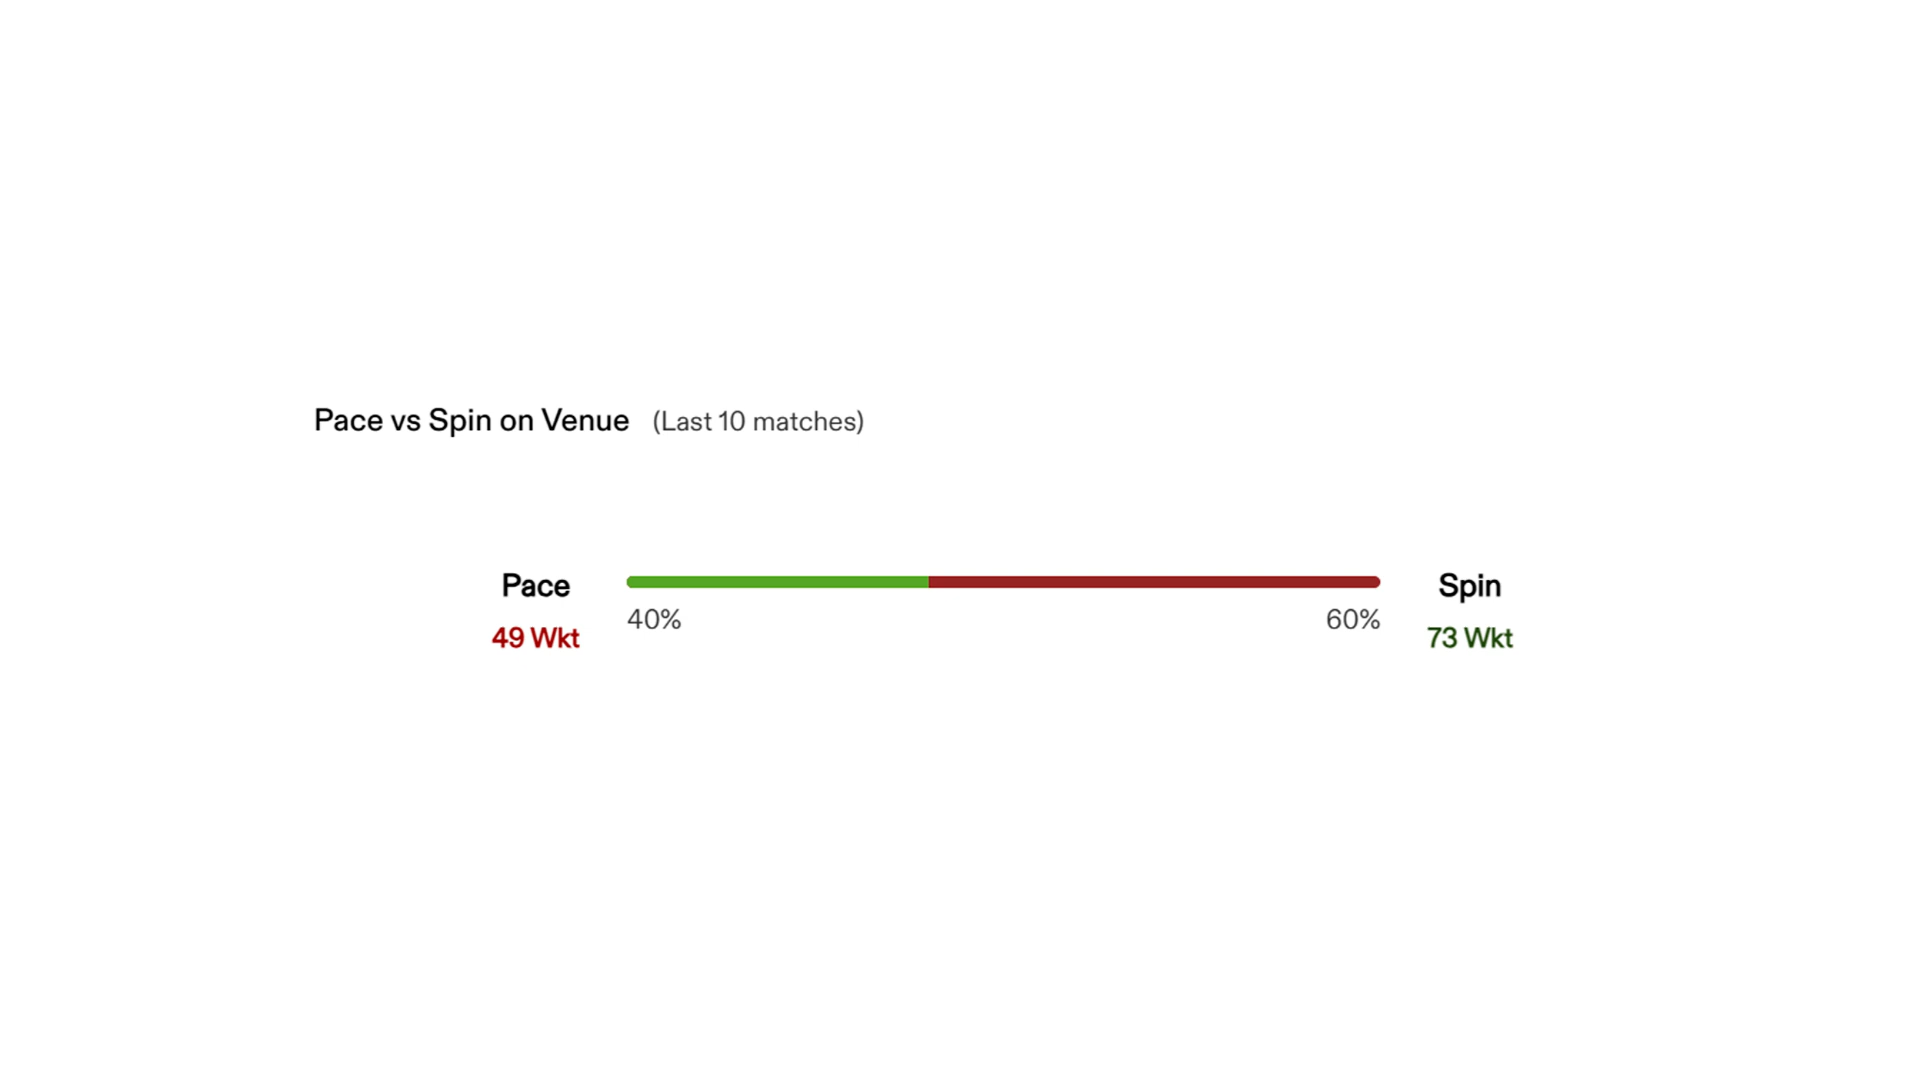 Pace vs Spin on Venue (Last 10 matches)
Pace
Spin
40%
60%
49 Wkt
73 Wkt